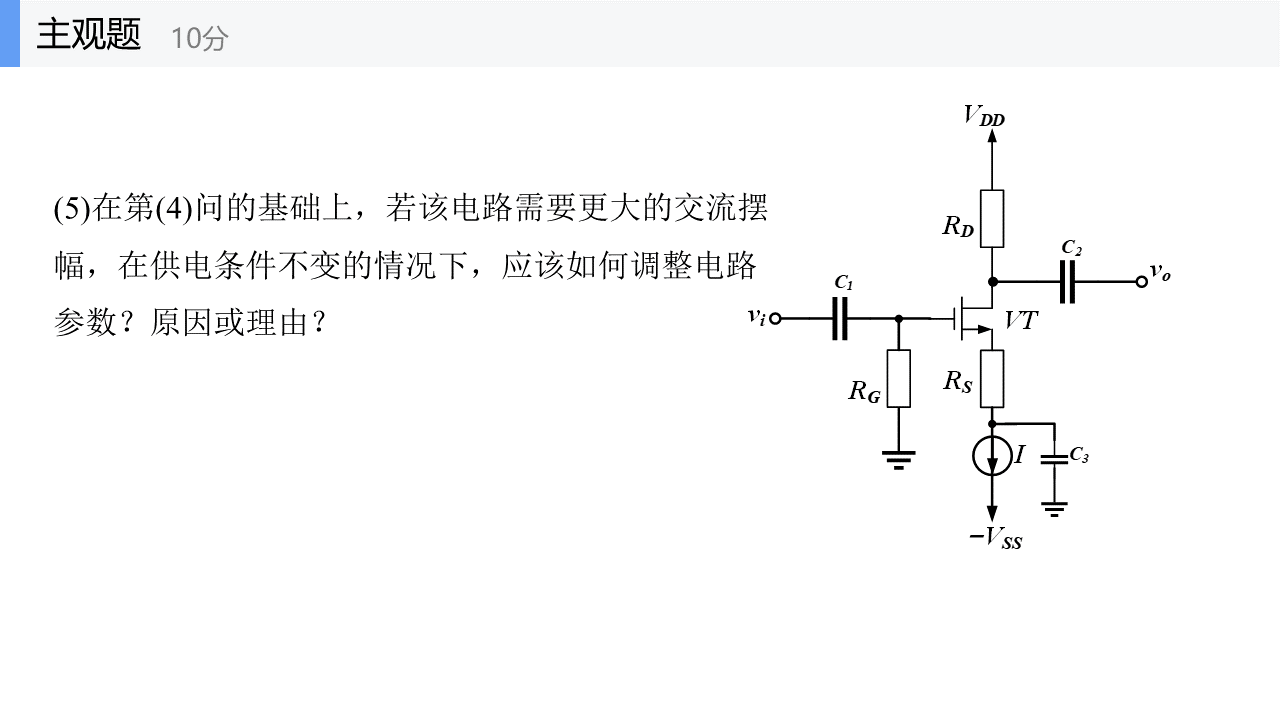 主观题 10分
(5)在第(4)问的基础上，若该电路需要更大的交流摆
幅，在供电条件不变的情况下，应该如何调整电路
参数？原因或理由？
VDD
RD
C2
vo
C1
vi
VT
RG
RS
I
C3
−VSS